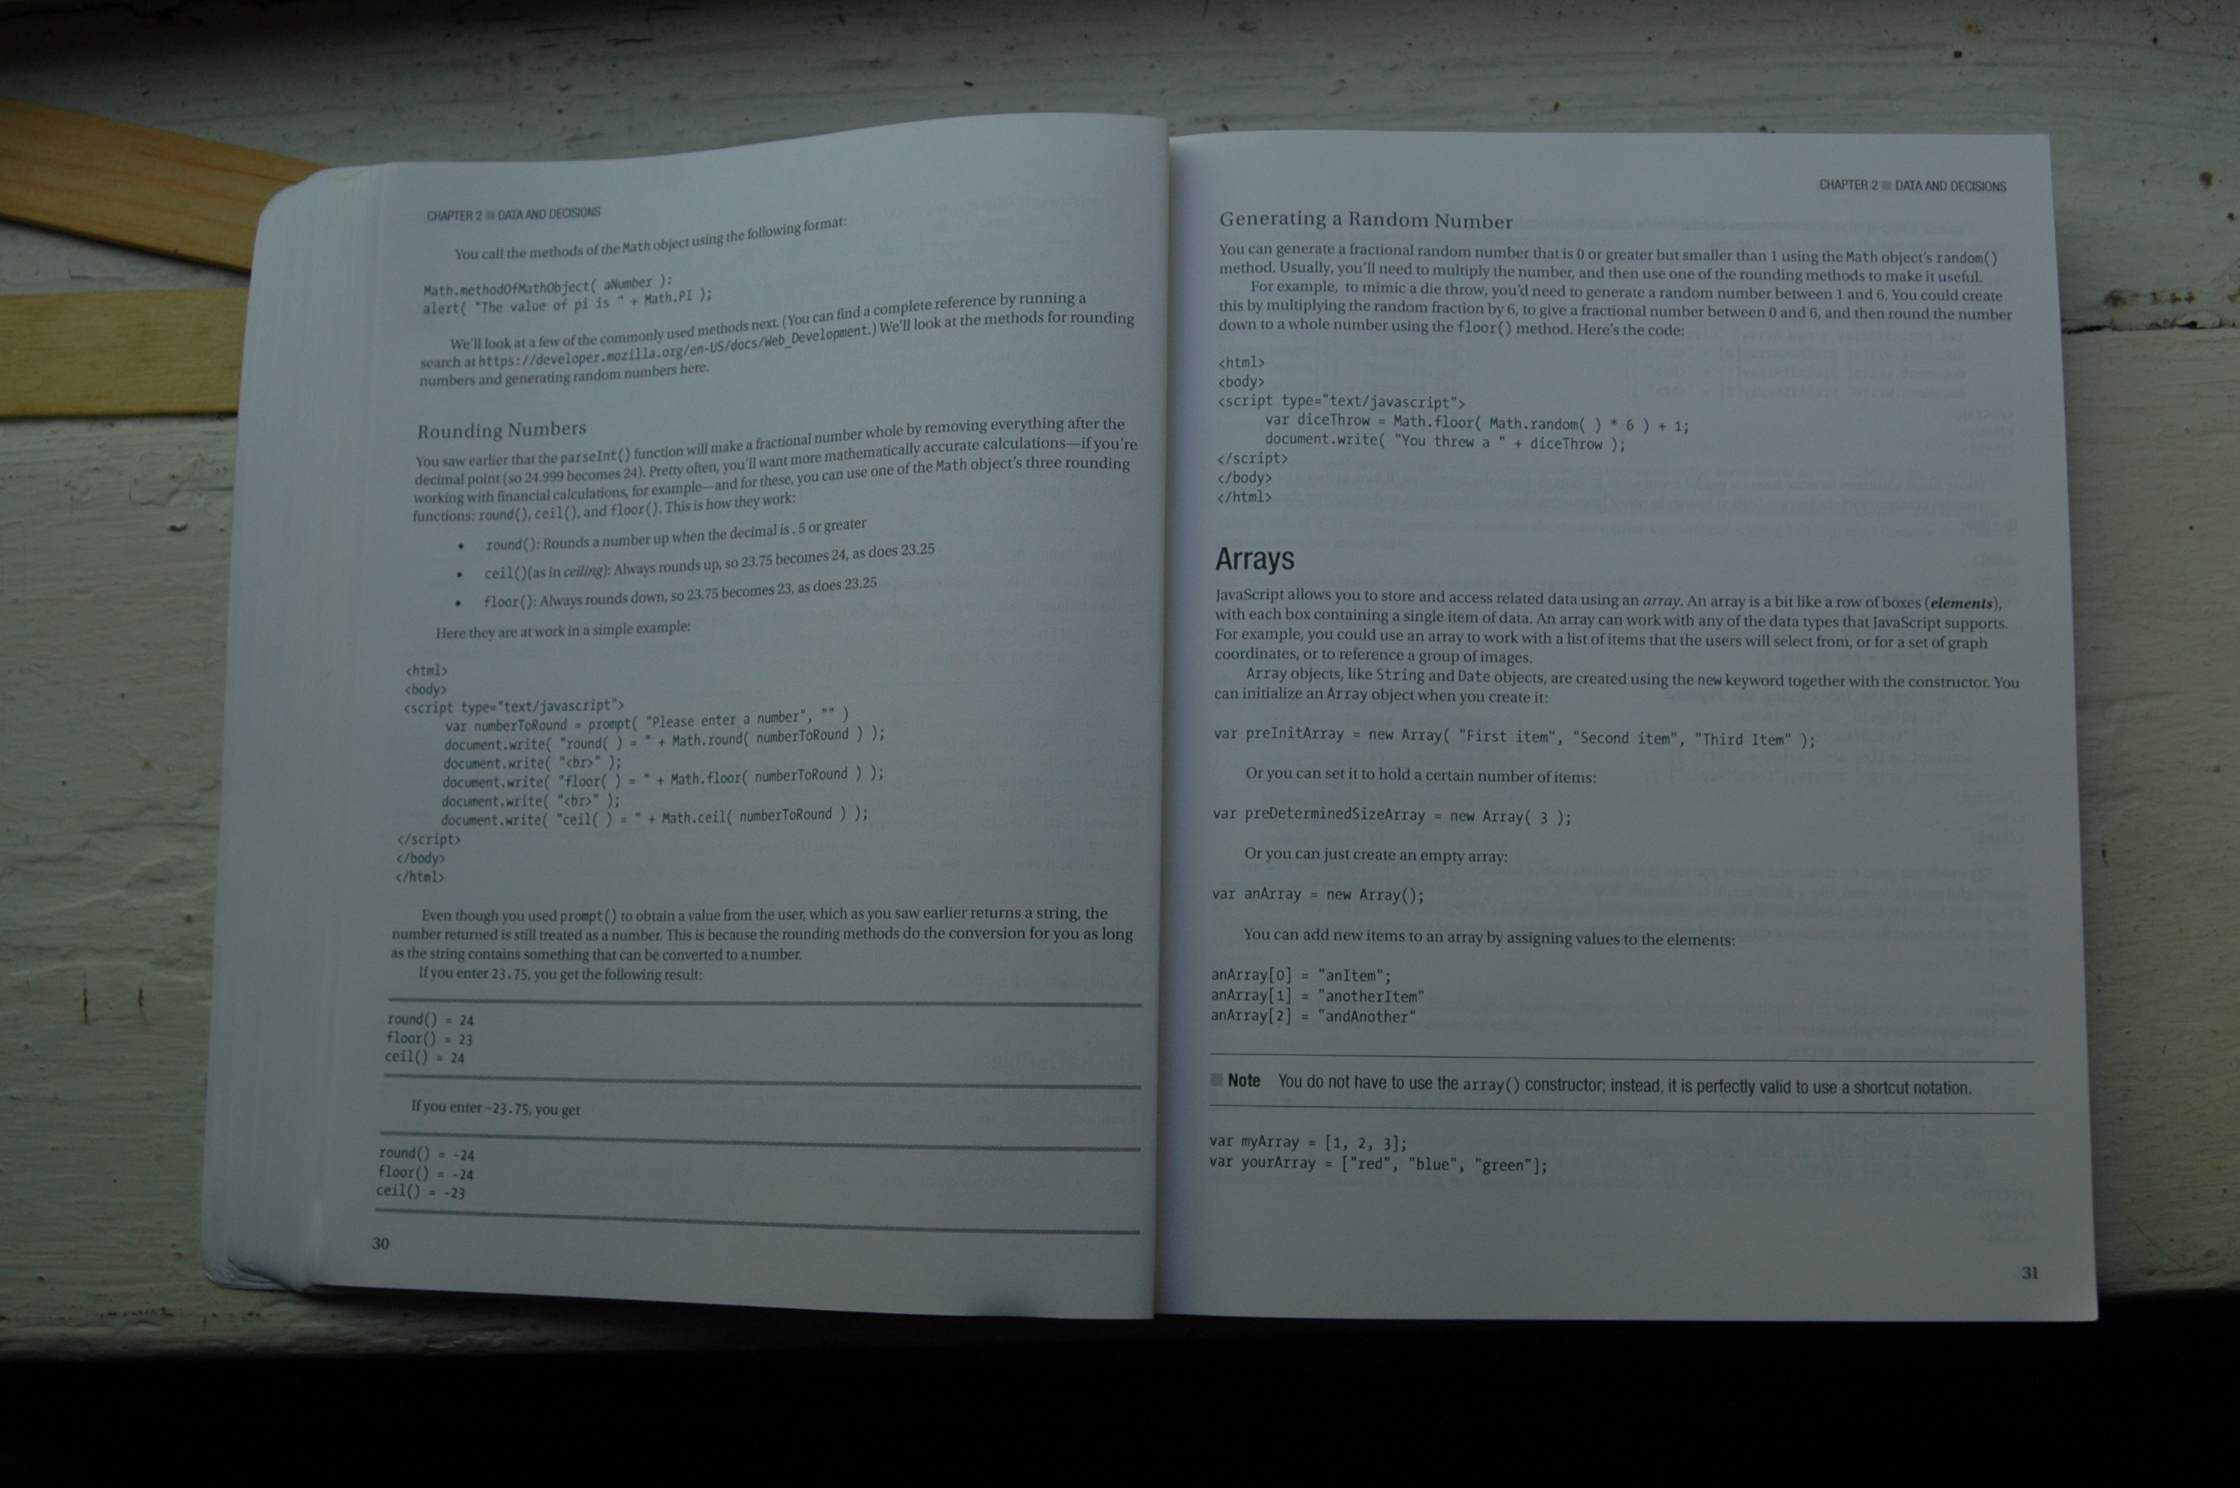 CHAPTER 2 ■ DATA AND DECISIONS
You call the methods of the Math object using the following format:
Math.methodOfMathObject( aNumber ):
alert( "The value of pi is " + Math.PI );
We'll look at a few of the commonly used methods next. (You can find a complete reference by running a
search at https://developer.mozilla.org/en-US/docs/Web_Development.) We'll look at the methods for rounding
numbers and generating random numbers here.
Rounding Numbers
You saw earlier that the parseInt() function will make a fractional number whole by removing everything after the
decimal point (so 24.999 becomes 24). Pretty often, you'll want more mathematically accurate calculations—if you're
working with financial calculations, for example—and for these, you can use one of the Math object's three rounding
functions: round(), ceil(), and floor(). This is how they work:
• round(): Rounds a number up when the decimal is .5 or greater
• ceil()(as in ceiling): Always rounds up, so 23.75 becomes 24, as does 23.25
• floor(): Always rounds down, so 23.75 becomes 23, as does 23.25
Here they are at work in a simple example:
<html>
<body>
<script type="text/javascript">
var numberToRound = prompt( "Please enter a number", "" )
document.write( "round( ) = " + Math.round( numberToRound ) );
document.write( "<br>" );
document.write( "floor( ) = " + Math.floor( numberToRound ) );
document.write( "<br>" );
document.write( "ceil( ) = " + Math.ceil( numberToRound ) );
</script>
</body>
</html>
Even though you used prompt() to obtain a value from the user, which as you saw earlier returns a string, the
number returned is still treated as a number. This is because the rounding methods do the conversion for you as long
as the string contains something that can be converted to a number.
If you enter 23.75, you get the following result:
round() = 24
floor() = 23
ceil() = 24
If you enter -23.75, you get
round() = -24
floor() = -24
ceil() = -23
30
CHAPTER 2 ■ DATA AND DECISIONS
Generating a Random Number
You can generate a fractional random number that is 0 or greater but smaller than 1 using the Math object's random()
method. Usually, you'll need to multiply the number, and then use one of the rounding methods to make it useful.
For example, to mimic a die throw, you'd need to generate a random number between 1 and 6. You could create
this by multiplying the random fraction by 6, to give a fractional number between 0 and 6, and then round the number
down to a whole number using the floor() method. Here's the code:
<html>
<body>
<script type="text/javascript">
var diceThrow = Math.floor( Math.random( ) * 6 ) + 1;
document.write( "You threw a " + diceThrow );
</script>
</body>
</html>
Arrays
JavaScript allows you to store and access related data using an array. An array is a bit like a row of boxes (elements),
with each box containing a single item of data. An array can work with any of the data types that JavaScript supports.
For example, you could use an array to work with a list of items that the users will select from, or for a set of graph
coordinates, or to reference a group of images.
Array objects, like String and Date objects, are created using the new keyword together with the constructor. You
can initialize an Array object when you create it:
var preInitArray = new Array( "First item", "Second item", "Third Item" );
Or you can set it to hold a certain number of items:
var preDeterminedSizeArray = new Array( 3 );
Or you can just create an empty array:
var anArray = new Array();
You can add new items to an array by assigning values to the elements:
anArray[0] = "anItem";
anArray[1] = "anotherItem"
anArray[2] = "andAnother"
■ Note You do not have to use the array() constructor; instead, it is perfectly valid to use a shortcut notation.
var myArray = [1, 2, 3];
var yourArray = ["red", "blue", "green"];
31